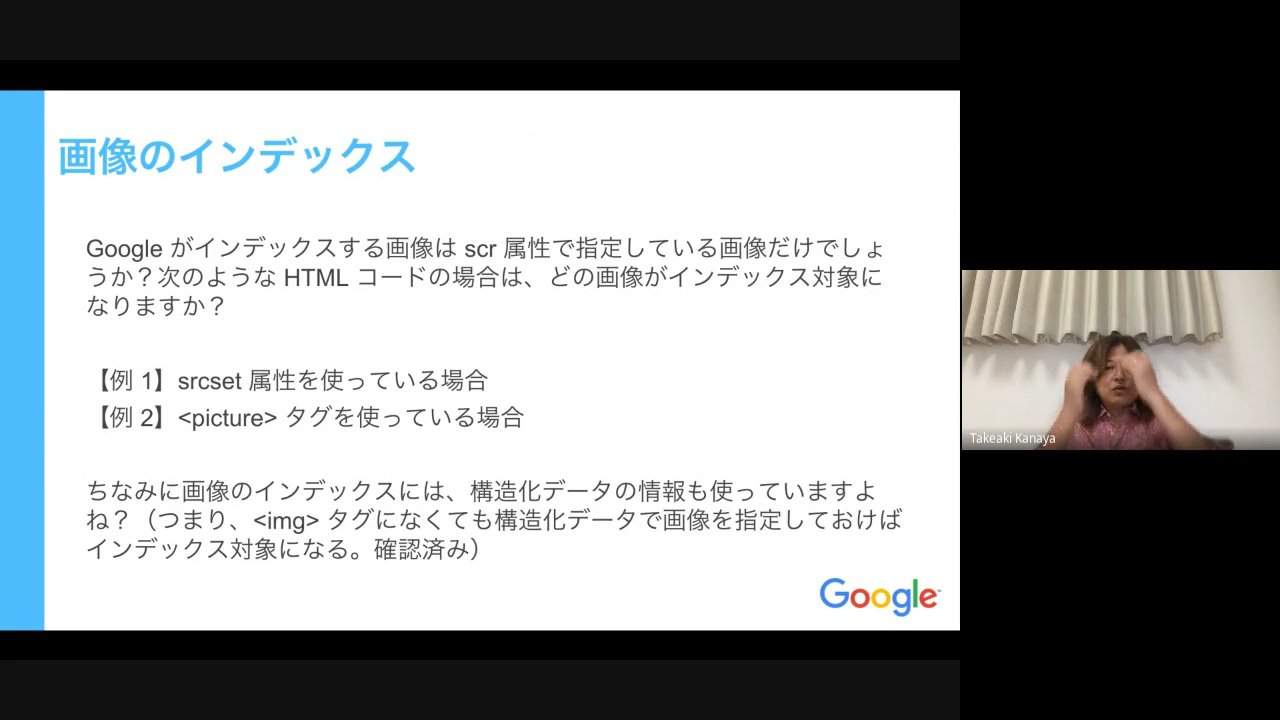 画像のインデックス
Google がインデックスする画像は scr 属性で指定している画像だけでしょ
うか？次のような HTML コードの場合は、どの画像がインデックス対象に
なりますか？
【例 1】srcset 属性を使っている場合
【例 2】<picture> タグを使っている場合
ちなみに画像のインデックスには、構造化データの情報も使っていますよ
ね？（つまり、<img> タグになくても構造化データで画像を指定しておけば
インデックス対象になる。確認済み）
Google
Takeaki Kanaya